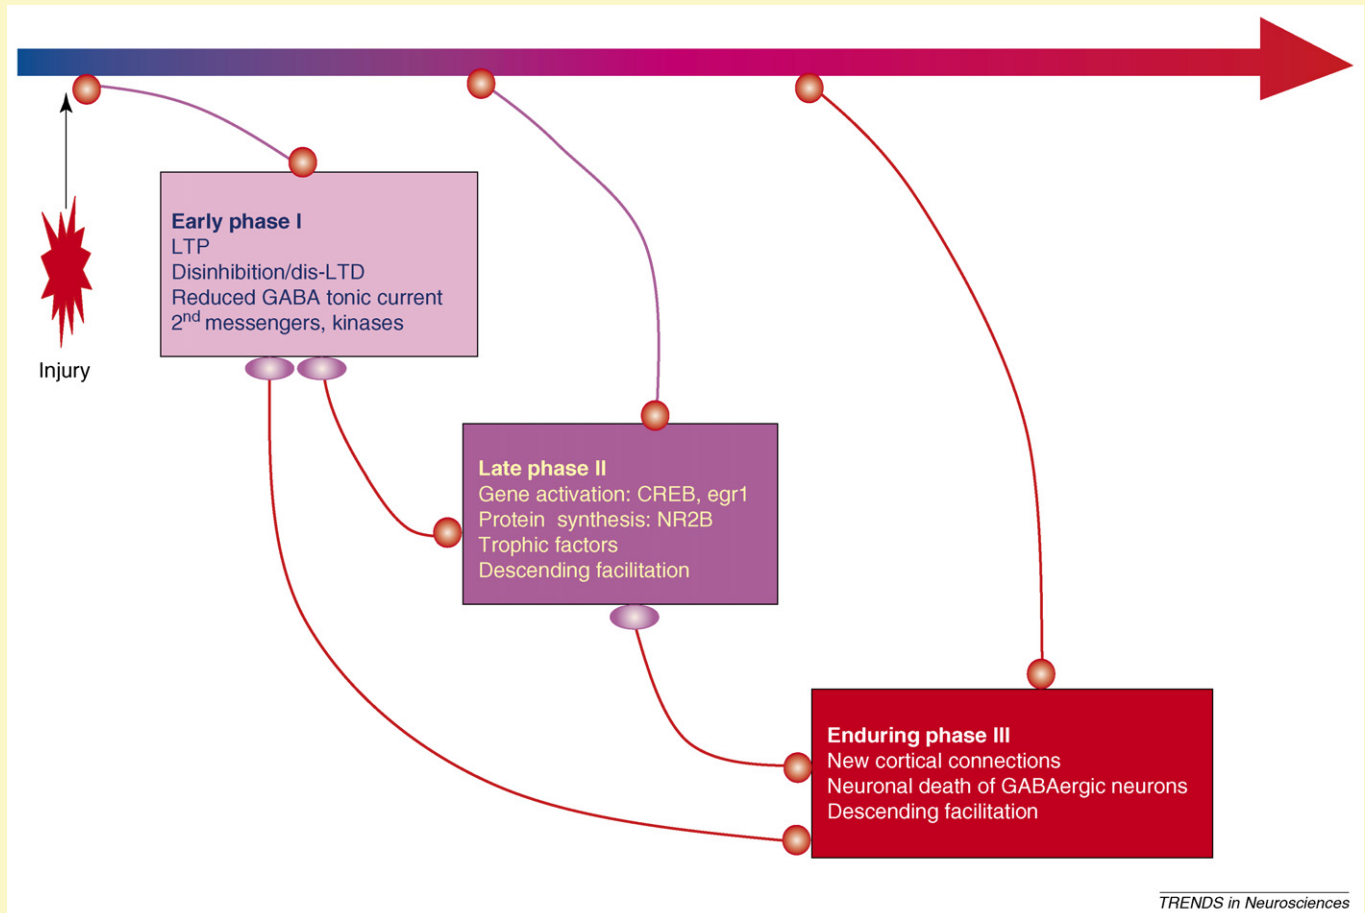 Injury
Early phase I
LTP
Disinhibition/dis-LTD
Reduced GABA tonic current
2nd messengers, kinases
Late phase II
Gene activation: CREB, egr1
Protein synthesis: NR2B
Trophic factors
Descending facilitation
Enduring phase III
New cortical connections
Neuronal death of GABAergic neurons
Descending facilitation
TRENDS in Neurosciences